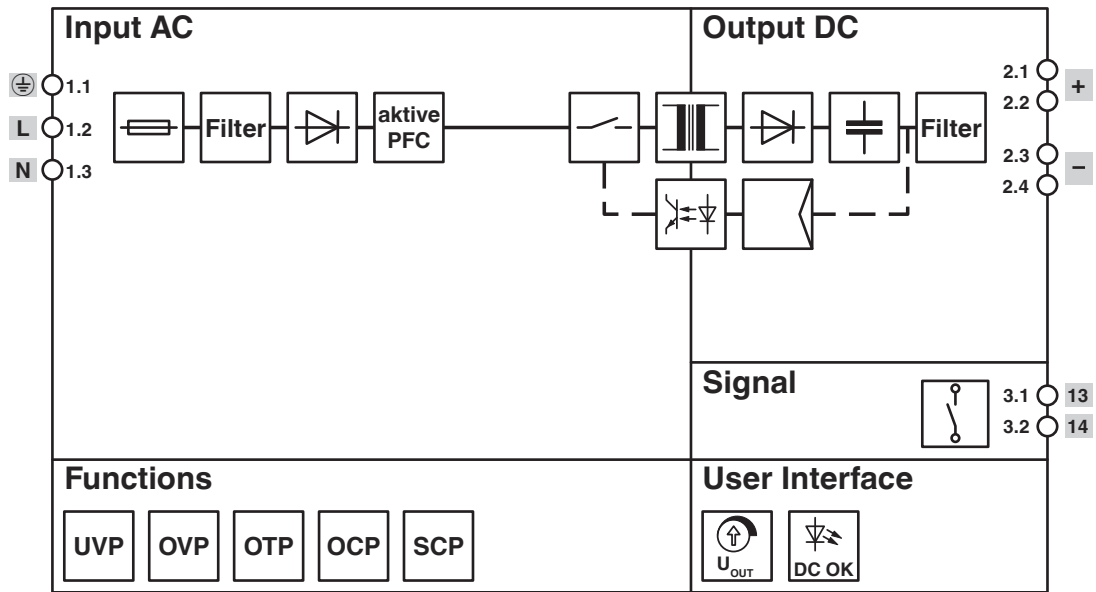 Input AC
Output DC
1.1
L 1.2
N 1.3
Filter
aktive
PFC
Filter
2.1
2.2
+
2.3
2.4
–
Signal
3.1 13
3.2 14
Functions
UVP OVP OTP OCP SCP
User Interface
UOUT
DC OK